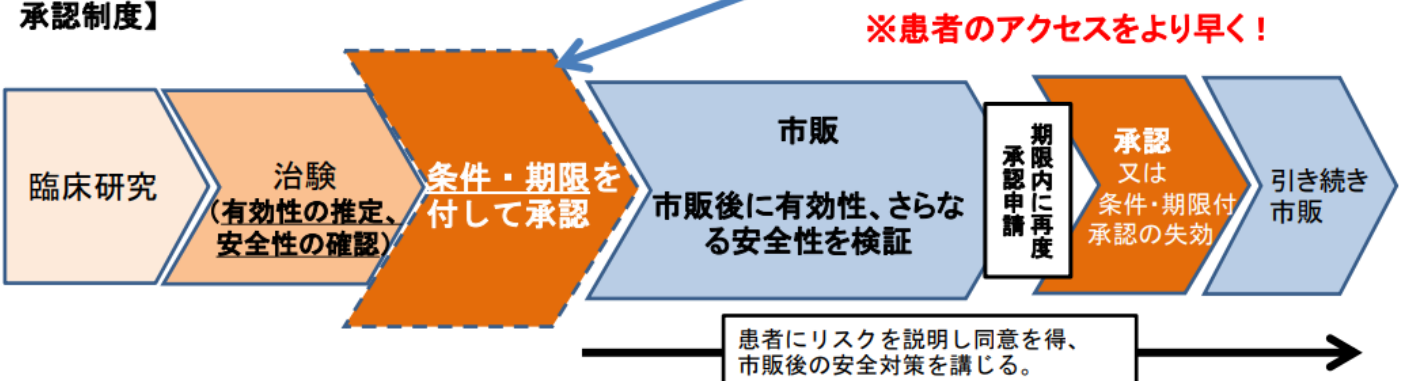 承認制度】
※患者のアクセスをより早く!
臨床研究
治験
(有効性の推定、
安全性の確認)
条件・期限を
付して承認
市販
市販後に有効性、さらな
る安全性を検証
期限内に再度
承認申請
承認
又は
条件・期限付
承認の失効
引き続き
市販
患者にリスクを説明し同意を得、
市販後の安全対策を講じる。